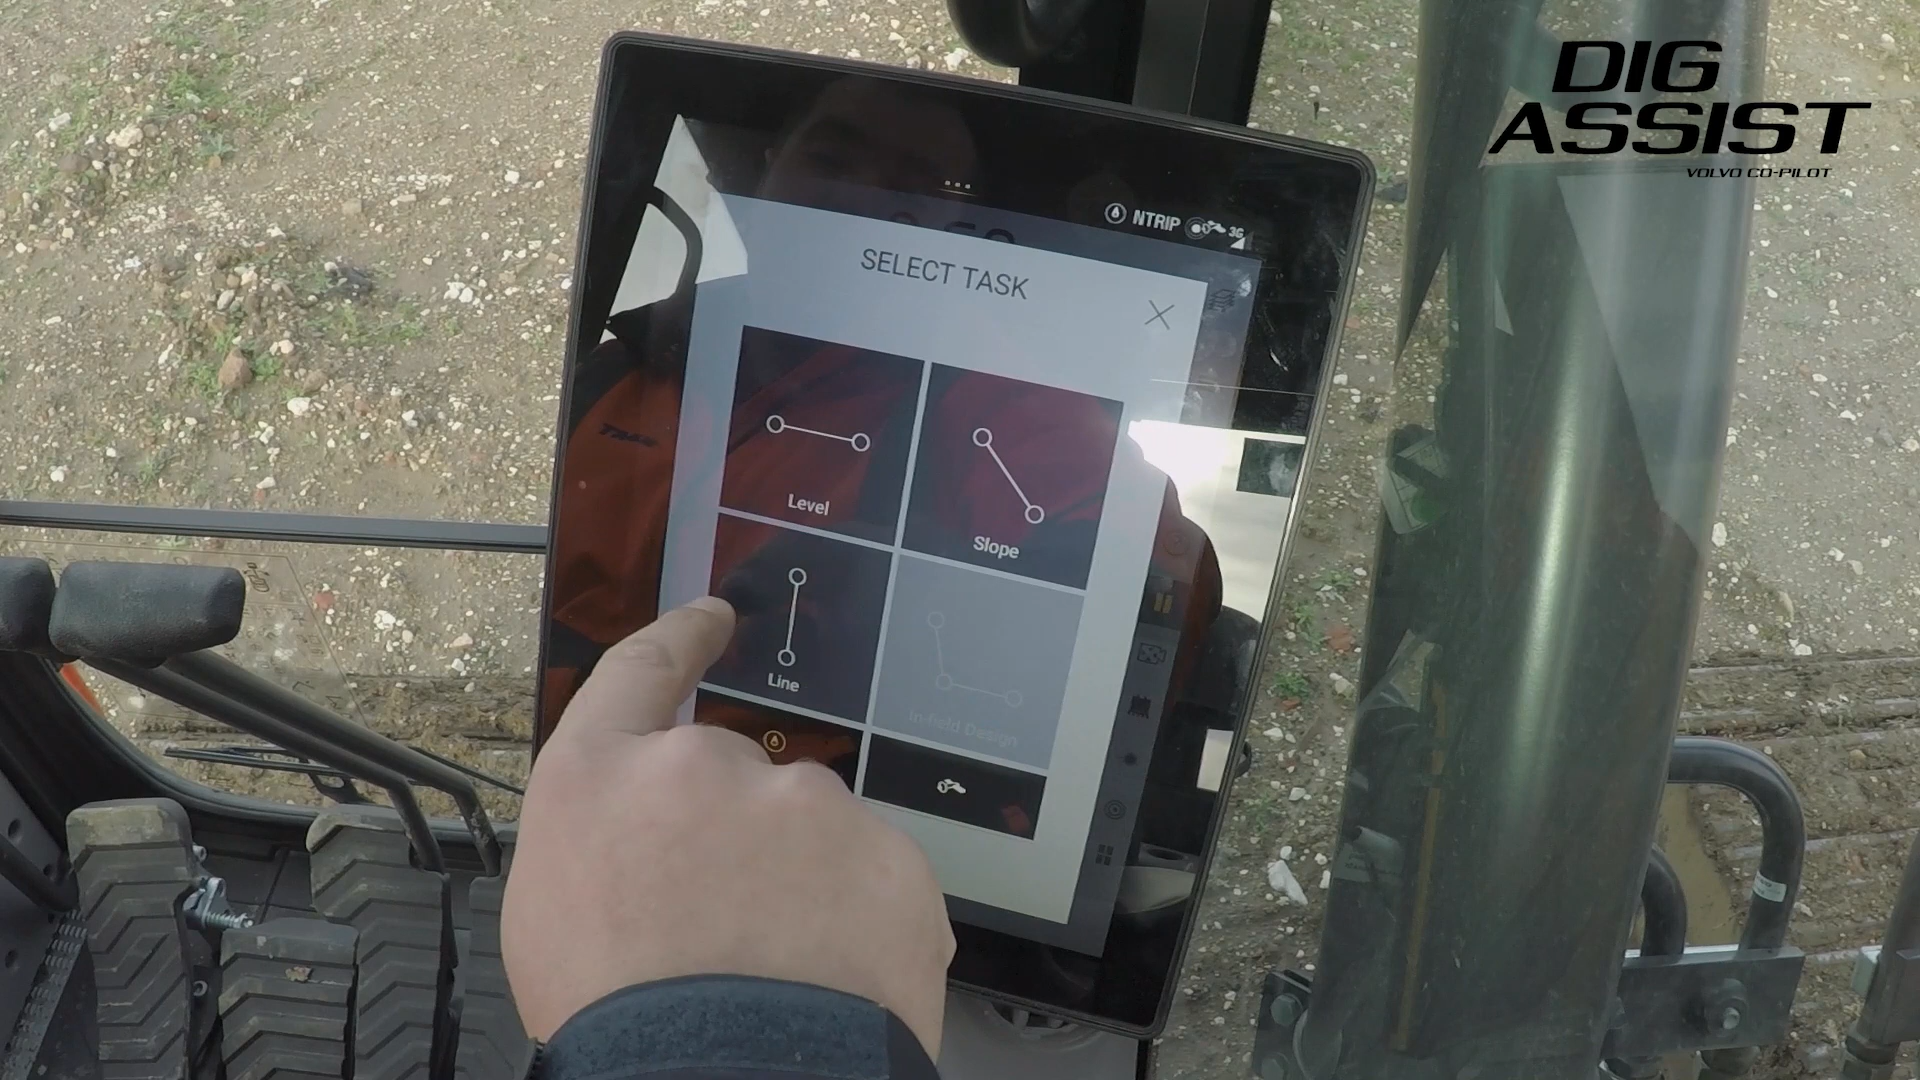 DIG
ASSIST
VOLVO CO-PILOT
NTRIP
3G
SELECT TASK
Level
Slope
Line
In-field Design